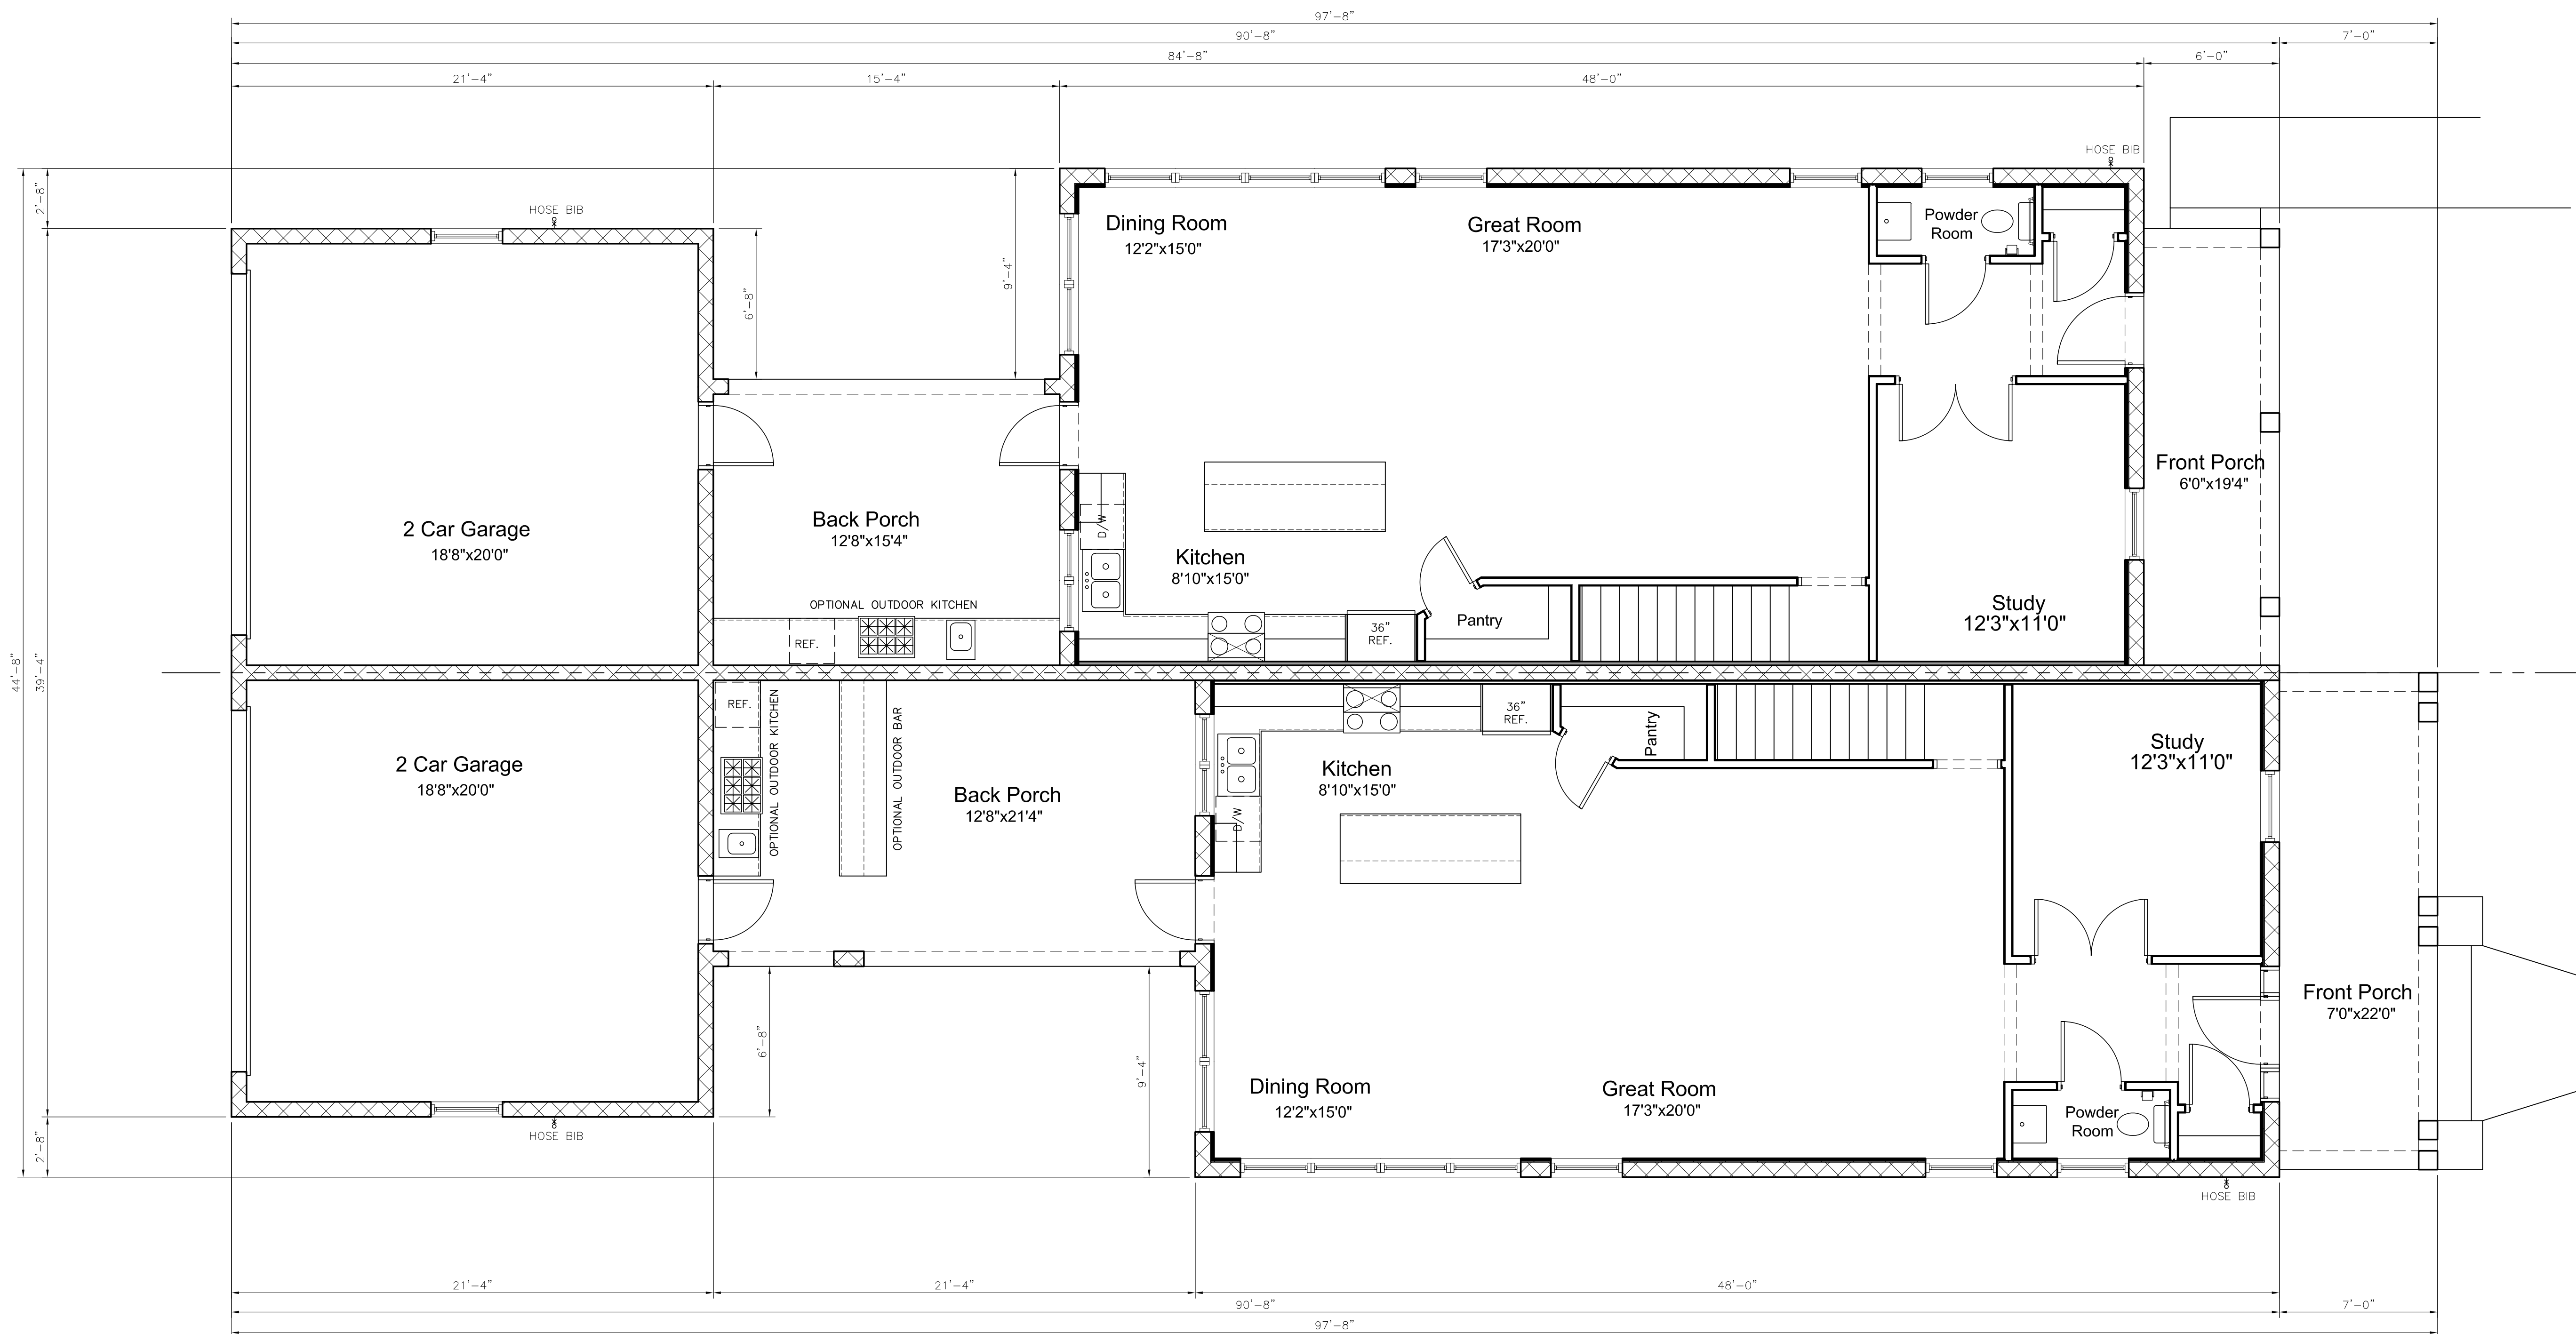 97'-8"
90'-8"
7'-0"
84'-8"
6'-0"
21'-4"
15'-4"
48'-0"
HOSE BIB
2'-8"
HOSE BIB
Dining Room
12'2"x15'0"
Great Room
17'3"x20'0"
Powder
Room
6'-8"
9'-4"
Front Porch
6'0"x19'4"
2 Car Garage
18'8"x20'0"
Back Porch
12'8"x15'4"
D/W
Kitchen
8'10"x15'0"
OPTIONAL OUTDOOR KITCHEN
REF.
Pantry
36"
REF.
Study
12'3"x11'0"
44'-8"
39'-4"
REF.
OPTIONAL OUTDOOR KITCHEN
OPTIONAL OUTDOOR BAR
36"
REF.
Pantry
Study
12'3"x11'0"
2 Car Garage
18'8"x20'0"
Back Porch
12'8"x21'4"
Kitchen
8'10"x15'0"
D/W
Front Porch
7'0"x22'0"
6'-8"
9'-4"
Dining Room
12'2"x15'0"
Great Room
17'3"x20'0"
Powder
Room
2'-8"
HOSE BIB
HOSE BIB
21'-4"
21'-4"
48'-0"
90'-8"
7'-0"
97'-8"